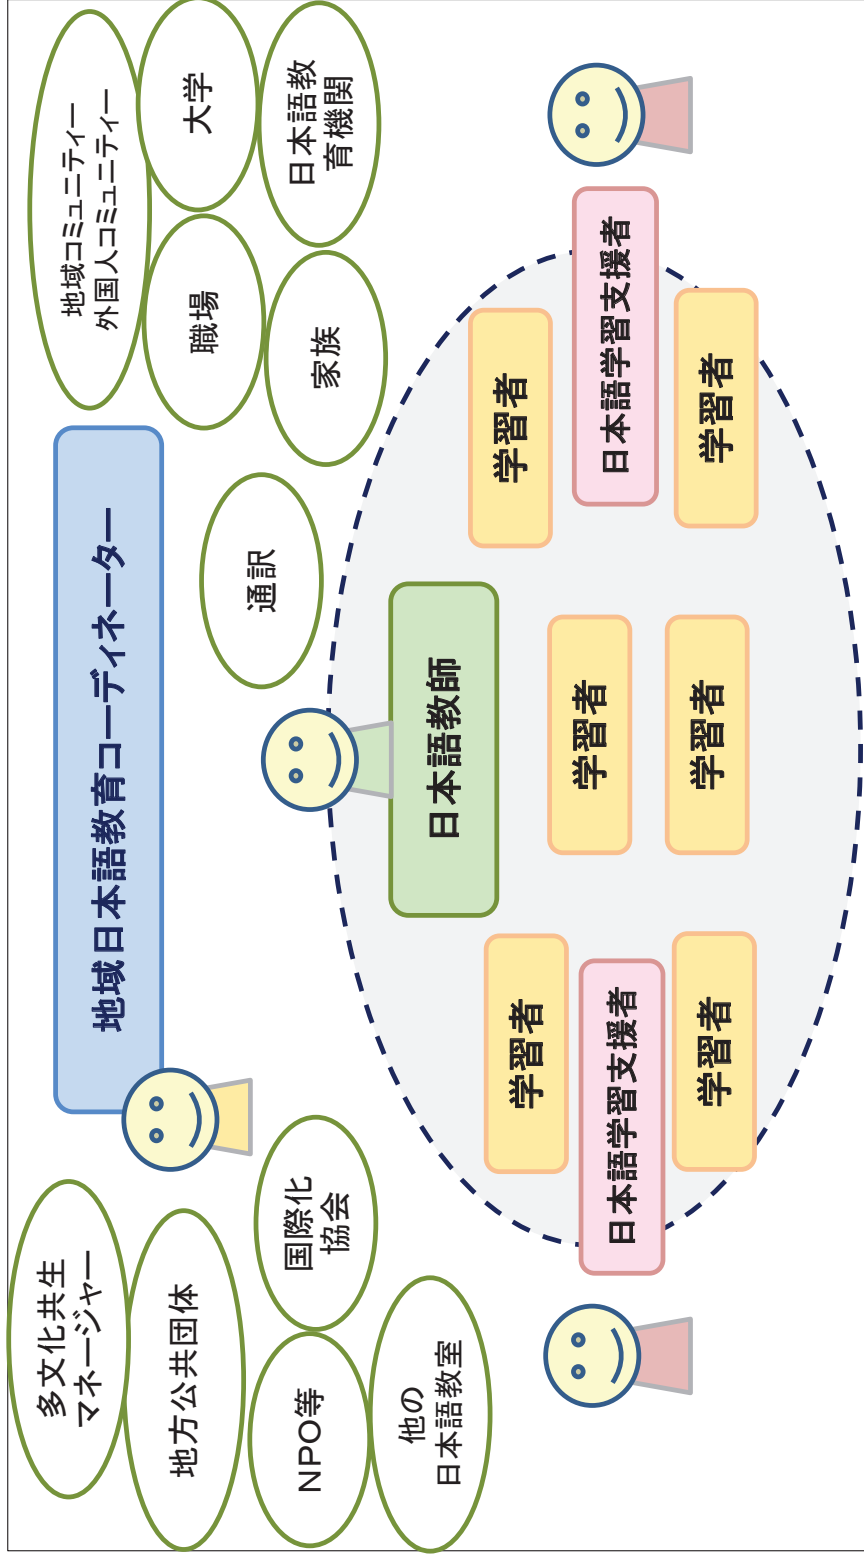 地域日本語教育コーディネーター
多文化共生
マネージャー
地方公共団体
国際化
協会
NPO等
他の
日本語教室
通訳
地域コミュニティー
外国人コミュニティー
職場
大学
家族
日本語教
育機関
日本語教師
学習者
学習者
学習者
日本語学習支援者
学習者
日本語学習支援者
学習者
学習者
学習者